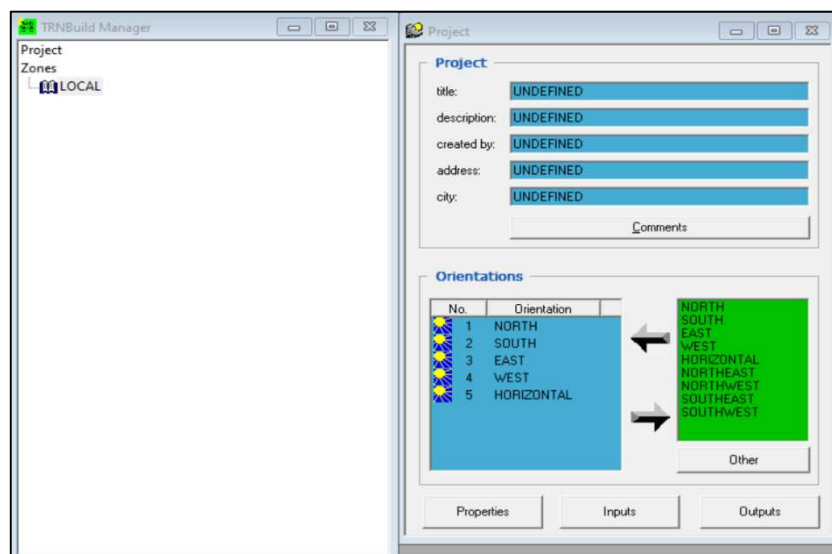 TRNBuild Manager
Project
Zones
LOCAL
Project
Project
title: UNDEFINED
description: UNDEFINED
created by: UNDEFINED
address: UNDEFINED
city: UNDEFINED
Comments
Orientations
No. Orientation
1 NORTH
2 SOUTH
3 EAST
4 WEST
5 HORIZONTAL
NORTH
SOUTH
EAST
WEST
HORIZONTAL
NORTHEAST
NORTHWEST
SOUTHEAST
SOUTHWEST
Other
Properties Inputs Outputs